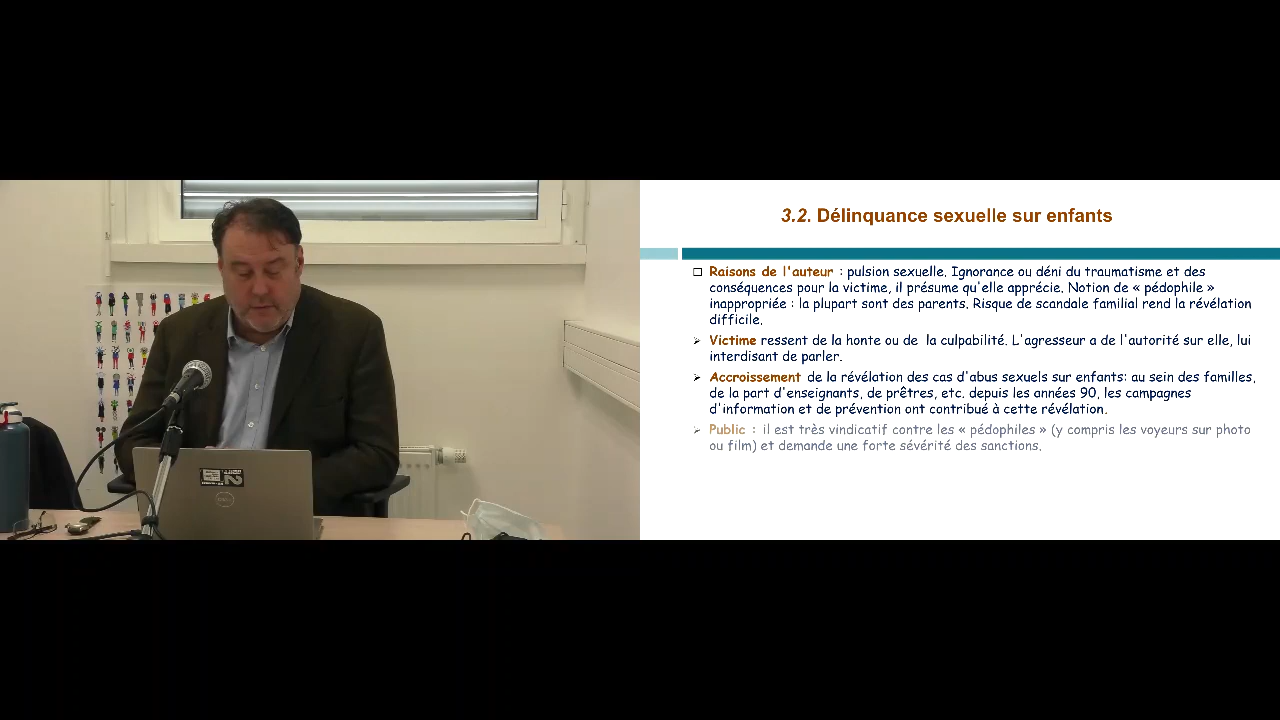 3.2. Délinquance sexuelle sur enfants
Raisons de l'auteur : pulsion sexuelle. Ignorance ou déni du traumatisme et des
conséquences pour la victime, il présume qu'elle apprécie. Notion de « pédophile »
inappropriée : la plupart sont des parents. Risque de scandale familial rend la révélation
difficile.
Victime ressent de la honte ou de la culpabilité. L'agresseur a de l'autorité sur elle, lui
interdisant de parler.
Accroissement de la révélation des cas d'abus sexuels sur enfants: au sein des familles,
de la part d'enseignants, de prêtres, etc. depuis les années 90, les campagnes
d'information et de prévention ont contribué à cette révélation.
Public : il est très vindicatif contre les « pédophiles » (y compris les voyeurs sur photo
ou film) et demande une forte sévérité des sanctions.
DELL